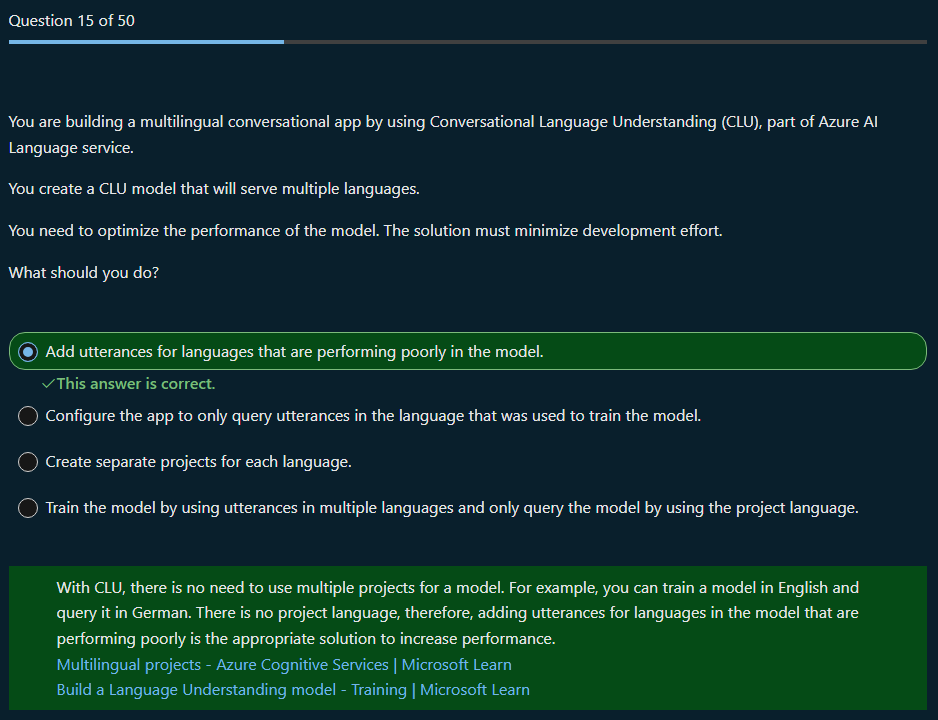 Question 15 of 50
You are building a multilingual conversational app by using Conversational Language Understanding (CLU), part of Azure AI
Language service.
You create a CLU model that will serve multiple languages.
You need to optimize the performance of the model. The solution must minimize development effort.
What should you do?
Add utterances for languages that are performing poorly in the model.
✓This answer is correct.
Configure the app to only query utterances in the language that was used to train the model.
Create separate projects for each language.
Train the model by using utterances in multiple languages and only query the model by using the project language.
With CLU, there is no need to use multiple projects for a model. For example, you can train a model in English and
query it in German. There is no project language, therefore, adding utterances for languages in the model that are
performing poorly is the appropriate solution to increase performance.
Multilingual projects - Azure Cognitive Services | Microsoft Learn
Build a Language Understanding model - Training | Microsoft Learn